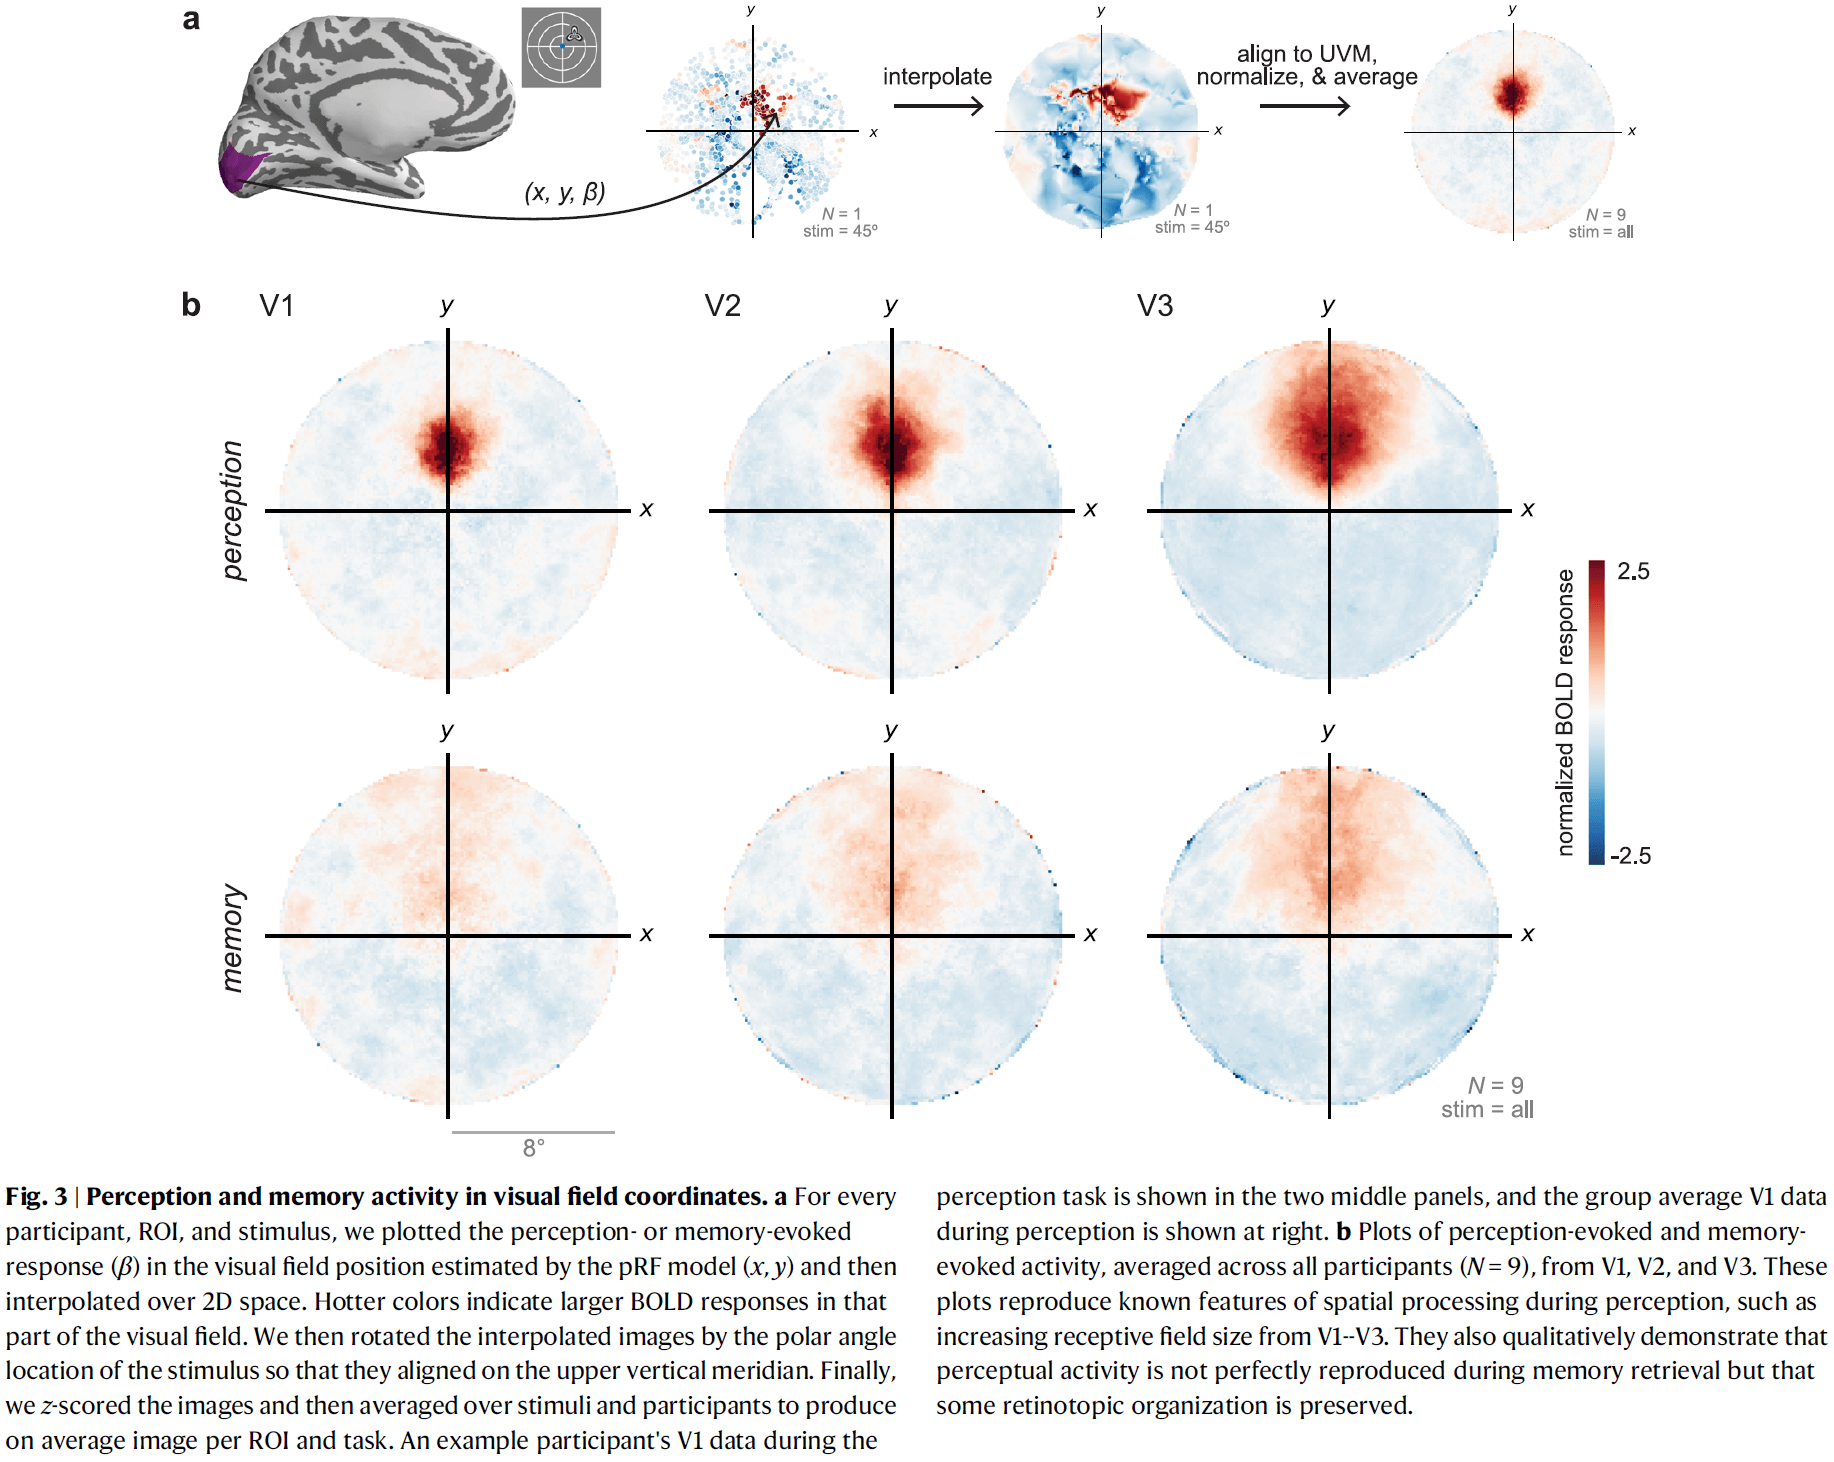 a
y
x
(x, y, β)
N = 1
stim = 45º
interpolate
y
x
N = 1
stim = 45º
align to UVM,
normalize, & average
y
x
N = 9
stim = all
b
V1
y
V2
y
V3
y
perception
x
x
x
normalized BOLD response
2.5
-2.5
y
y
y
memory
x
x
x
N = 9
stim = all
8°
Fig. 3 | Perception and memory activity in visual field coordinates. a For every
participant, ROI, and stimulus, we plotted the perception- or memory-evoked
response (β) in the visual field position estimated by the pRF model (x, y) and then
interpolated over 2D space. Hotter colors indicate larger BOLD responses in that
part of the visual field. We then rotated the interpolated images by the polar angle
location of the stimulus so that they aligned on the upper vertical meridian. Finally,
we z-scored the images and then averaged over stimuli and participants to produce
on average image per ROI and task. An example participant's V1 data during the
perception task is shown in the two middle panels, and the group average V1 data
during perception is shown at right. b Plots of perception-evoked and memory-
evoked activity, averaged across all participants (N = 9), from V1, V2, and V3. These
plots reproduce known features of spatial processing during perception, such as
increasing receptive field size from V1--V3. They also qualitatively demonstrate that
perceptual activity is not perfectly reproduced during memory retrieval but that
some retinotopic organization is preserved.